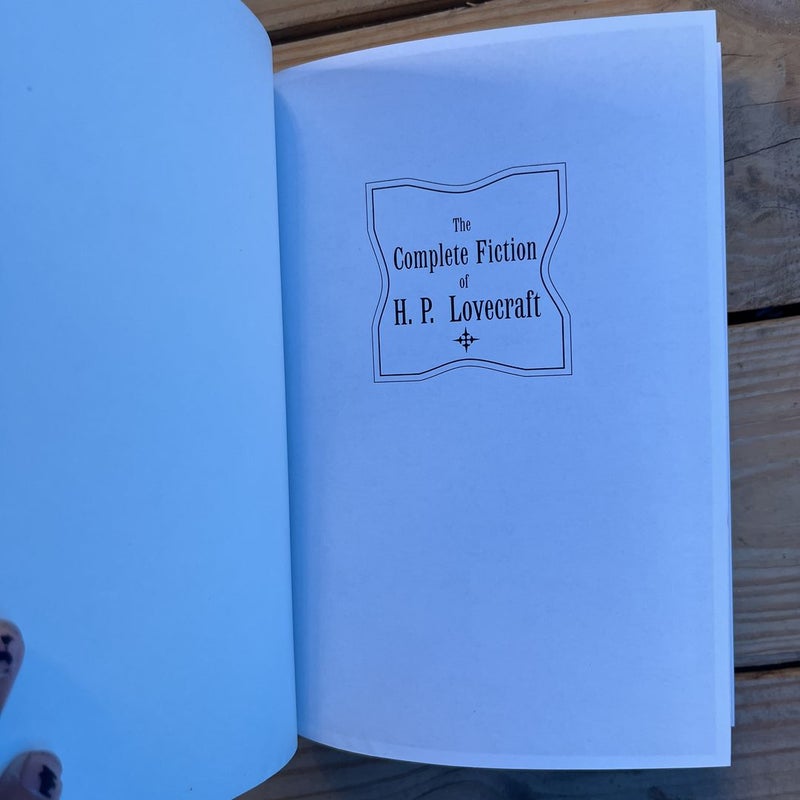 The
Complete Fiction
of
H. P. Lovecraft